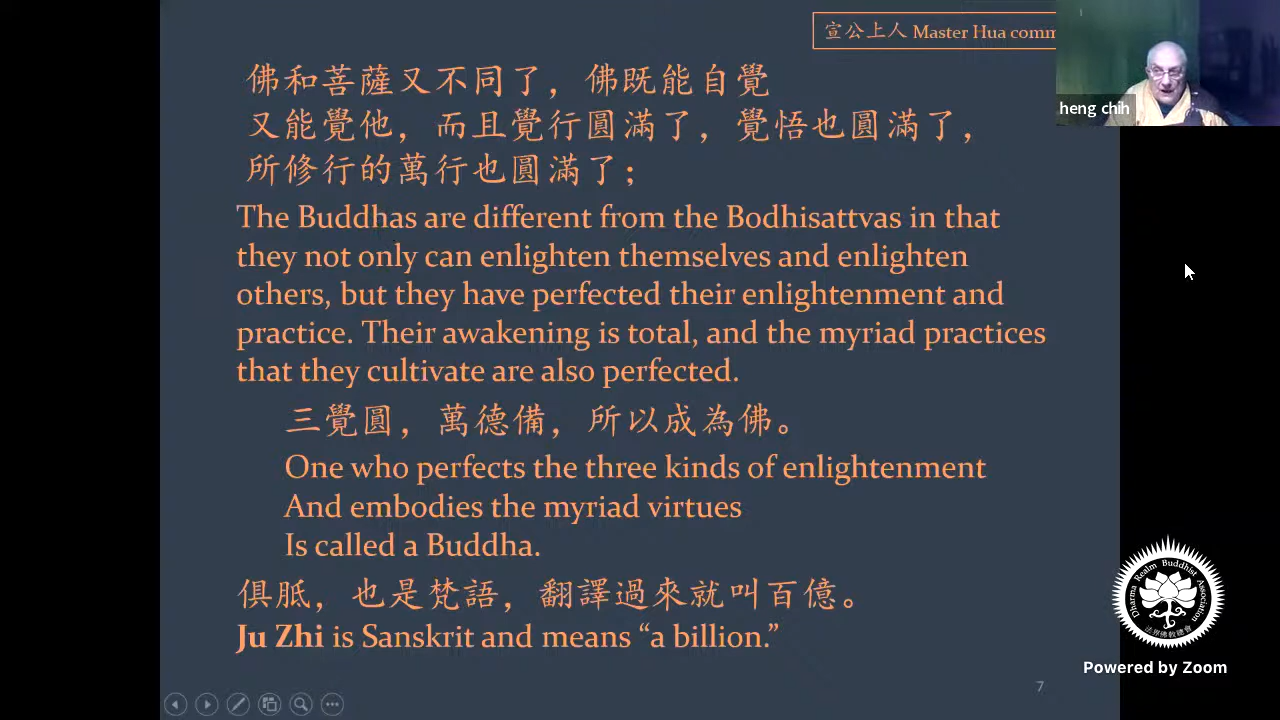 宣公上人 Master Hua comm
heng chih
佛和菩薩又不同了，佛既能自覺
又能覺他，而且覺行圓滿了，覺悟也圓滿了，
所修行的萬行也圓滿了；
The Buddhas are different from the Bodhisattvas in that
they not only can enlighten themselves and enlighten
others, but they have perfected their enlightenment and
practice. Their awakening is total, and the myriad practices
that they cultivate are also perfected.
三覺圓，萬德備，所以成為佛。
One who perfects the three kinds of enlightenment
And embodies the myriad virtues
Is called a Buddha.
俱胝，也是梵語，翻譯過來就叫百億。
Ju Zhi is Sanskrit and means “a billion.”
Dharma Realm Buddhist Association
法界佛教總會
Powered by Zoom
7